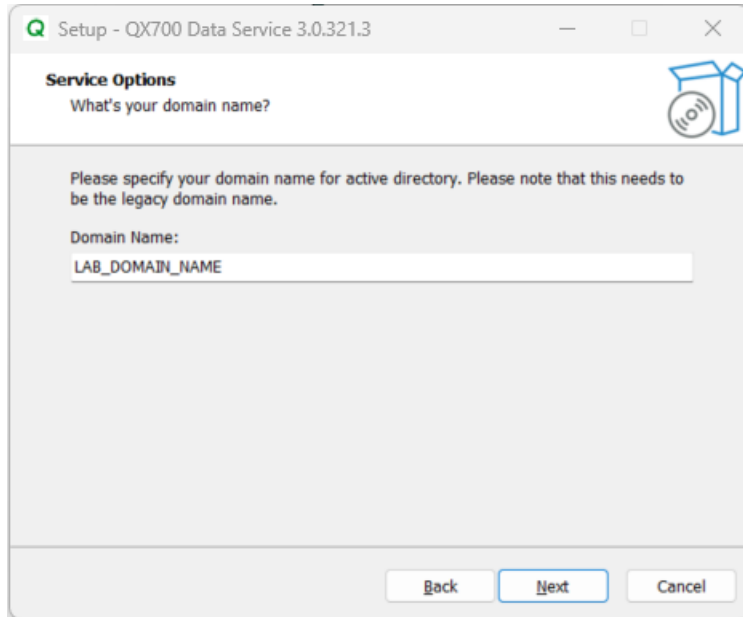 Setup - QX700 Data Service 3.0.321.3
Service Options
What's your domain name?
Please specify your domain name for active directory. Please note that this needs to
be the legacy domain name.
Domain Name:
LAB_DOMAIN_NAME
Back
Next
Cancel